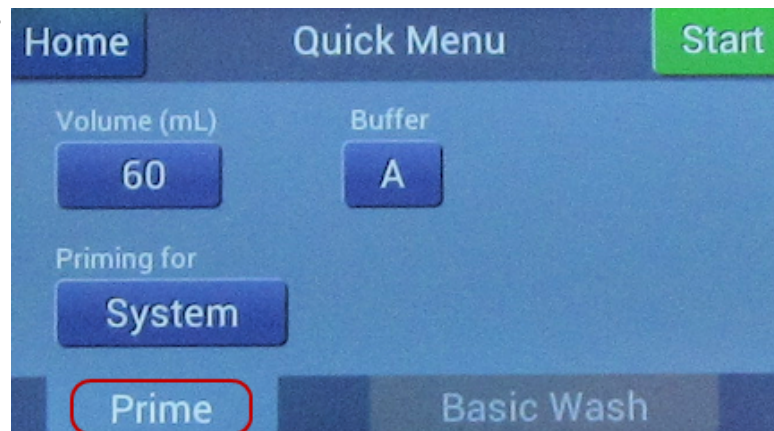 Home Quick Menu Start
Volume (mL) Buffer
60 A
Priming for
System
Prime Basic Wash